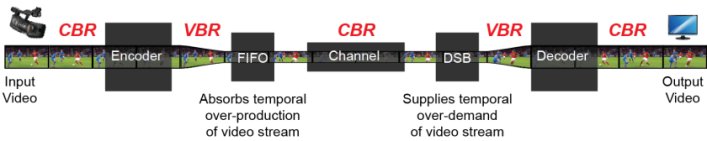 CBR
VBR
CBR
VBR
CBR
Encoder
FIFO
Channel
DSB
Decoder
Input
Video
Absorbs temporal
over-production
of video stream
Supplies temporal
over-demand
of video stream
Output
Video